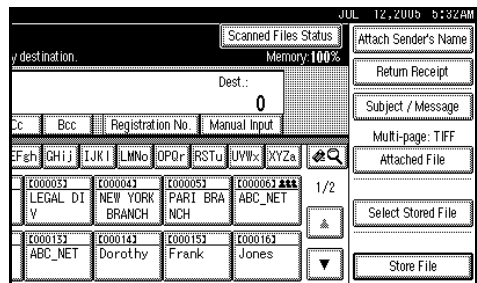 JUL 12,2005 5:32AM
Scanned Files Status
Attach Sender's Name
y destination.
Memory:100%
Return Receipt
Dest.:
0
Subject / Message
Cc
Bcc
Registration No.
Manual Input
Multi-page: TIFF
Attached File
EFgh
GHij
IJKl
LMNo
OPQr
RSTu
UVWx
XYZa
[00003]
LEGAL DI
V
[00004]
NEW YORK
BRANCH
[00005]
PARI BRA
NCH
[00006]
ABC_NET
1/2
Select Stored File
[00013]
ABC_NET
[00014]
Dorothy
[00015]
Frank
[00016]
Jones
Store File